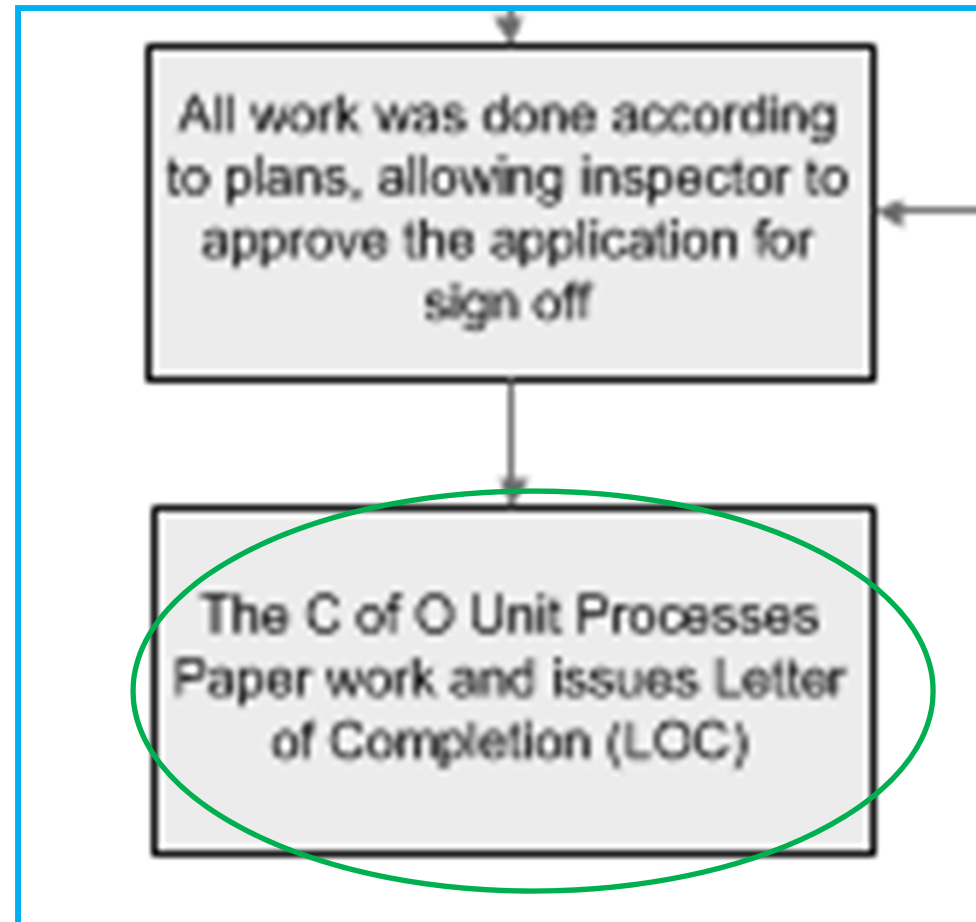 All work was done according
to plans, allowing inspector to
approve the application for
sign off
The C of O Unit Processes
Paper work and issues Letter
of Completion (LOC)